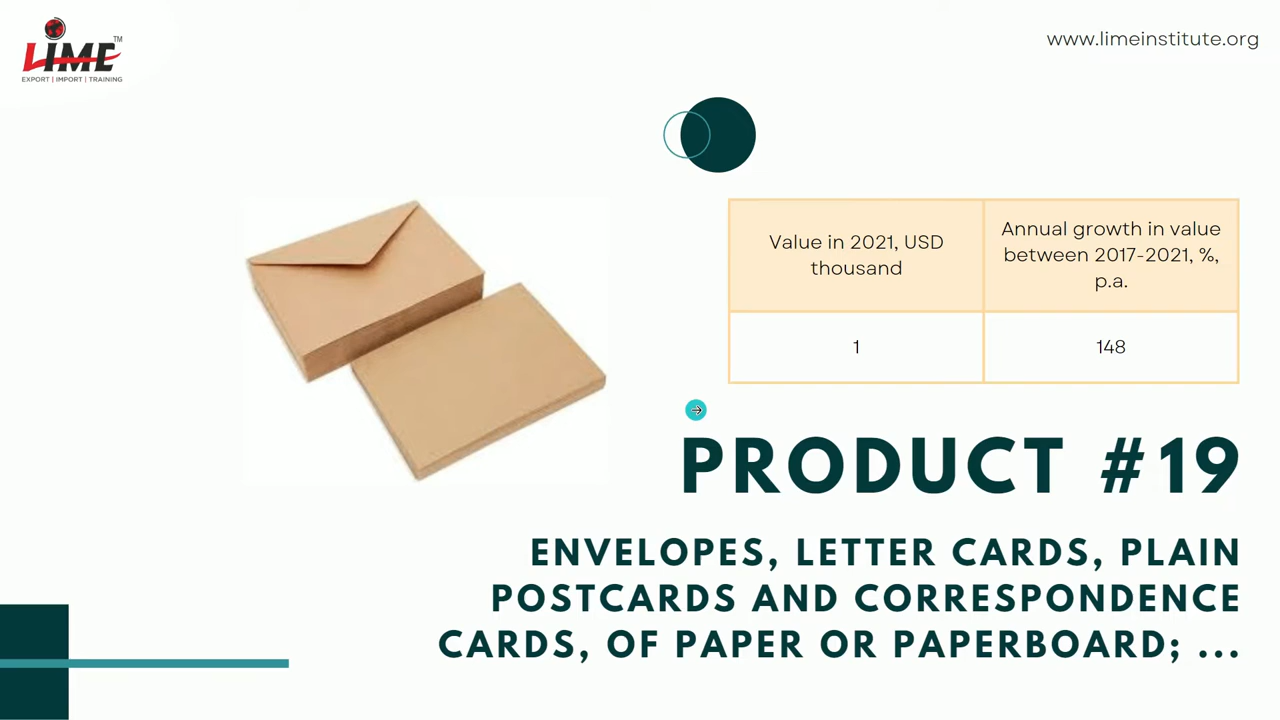 LIME TM
EXPORT | IMPORT | TRAINING
www.limeinstitute.org
Value in 2021, USD
thousand
Annual growth in value
between 2017-2021, %,
p.a.
1
148
PRODUCT #19
ENVELOPES, LETTER CARDS, PLAIN
POSTCARDS AND CORRESPONDENCE
CARDS, OF PAPER OR PAPERBOARD; ...